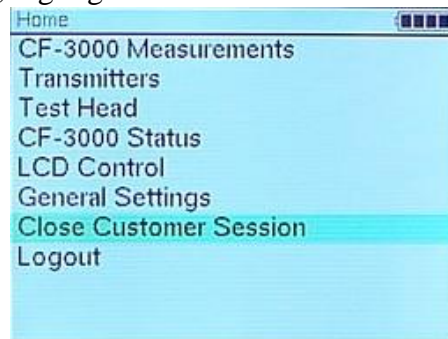 Home
CF-3000 Measurements
Transmitters
Test Head
CF-3000 Status
LCD Control
General Settings
Close Customer Session
Logout